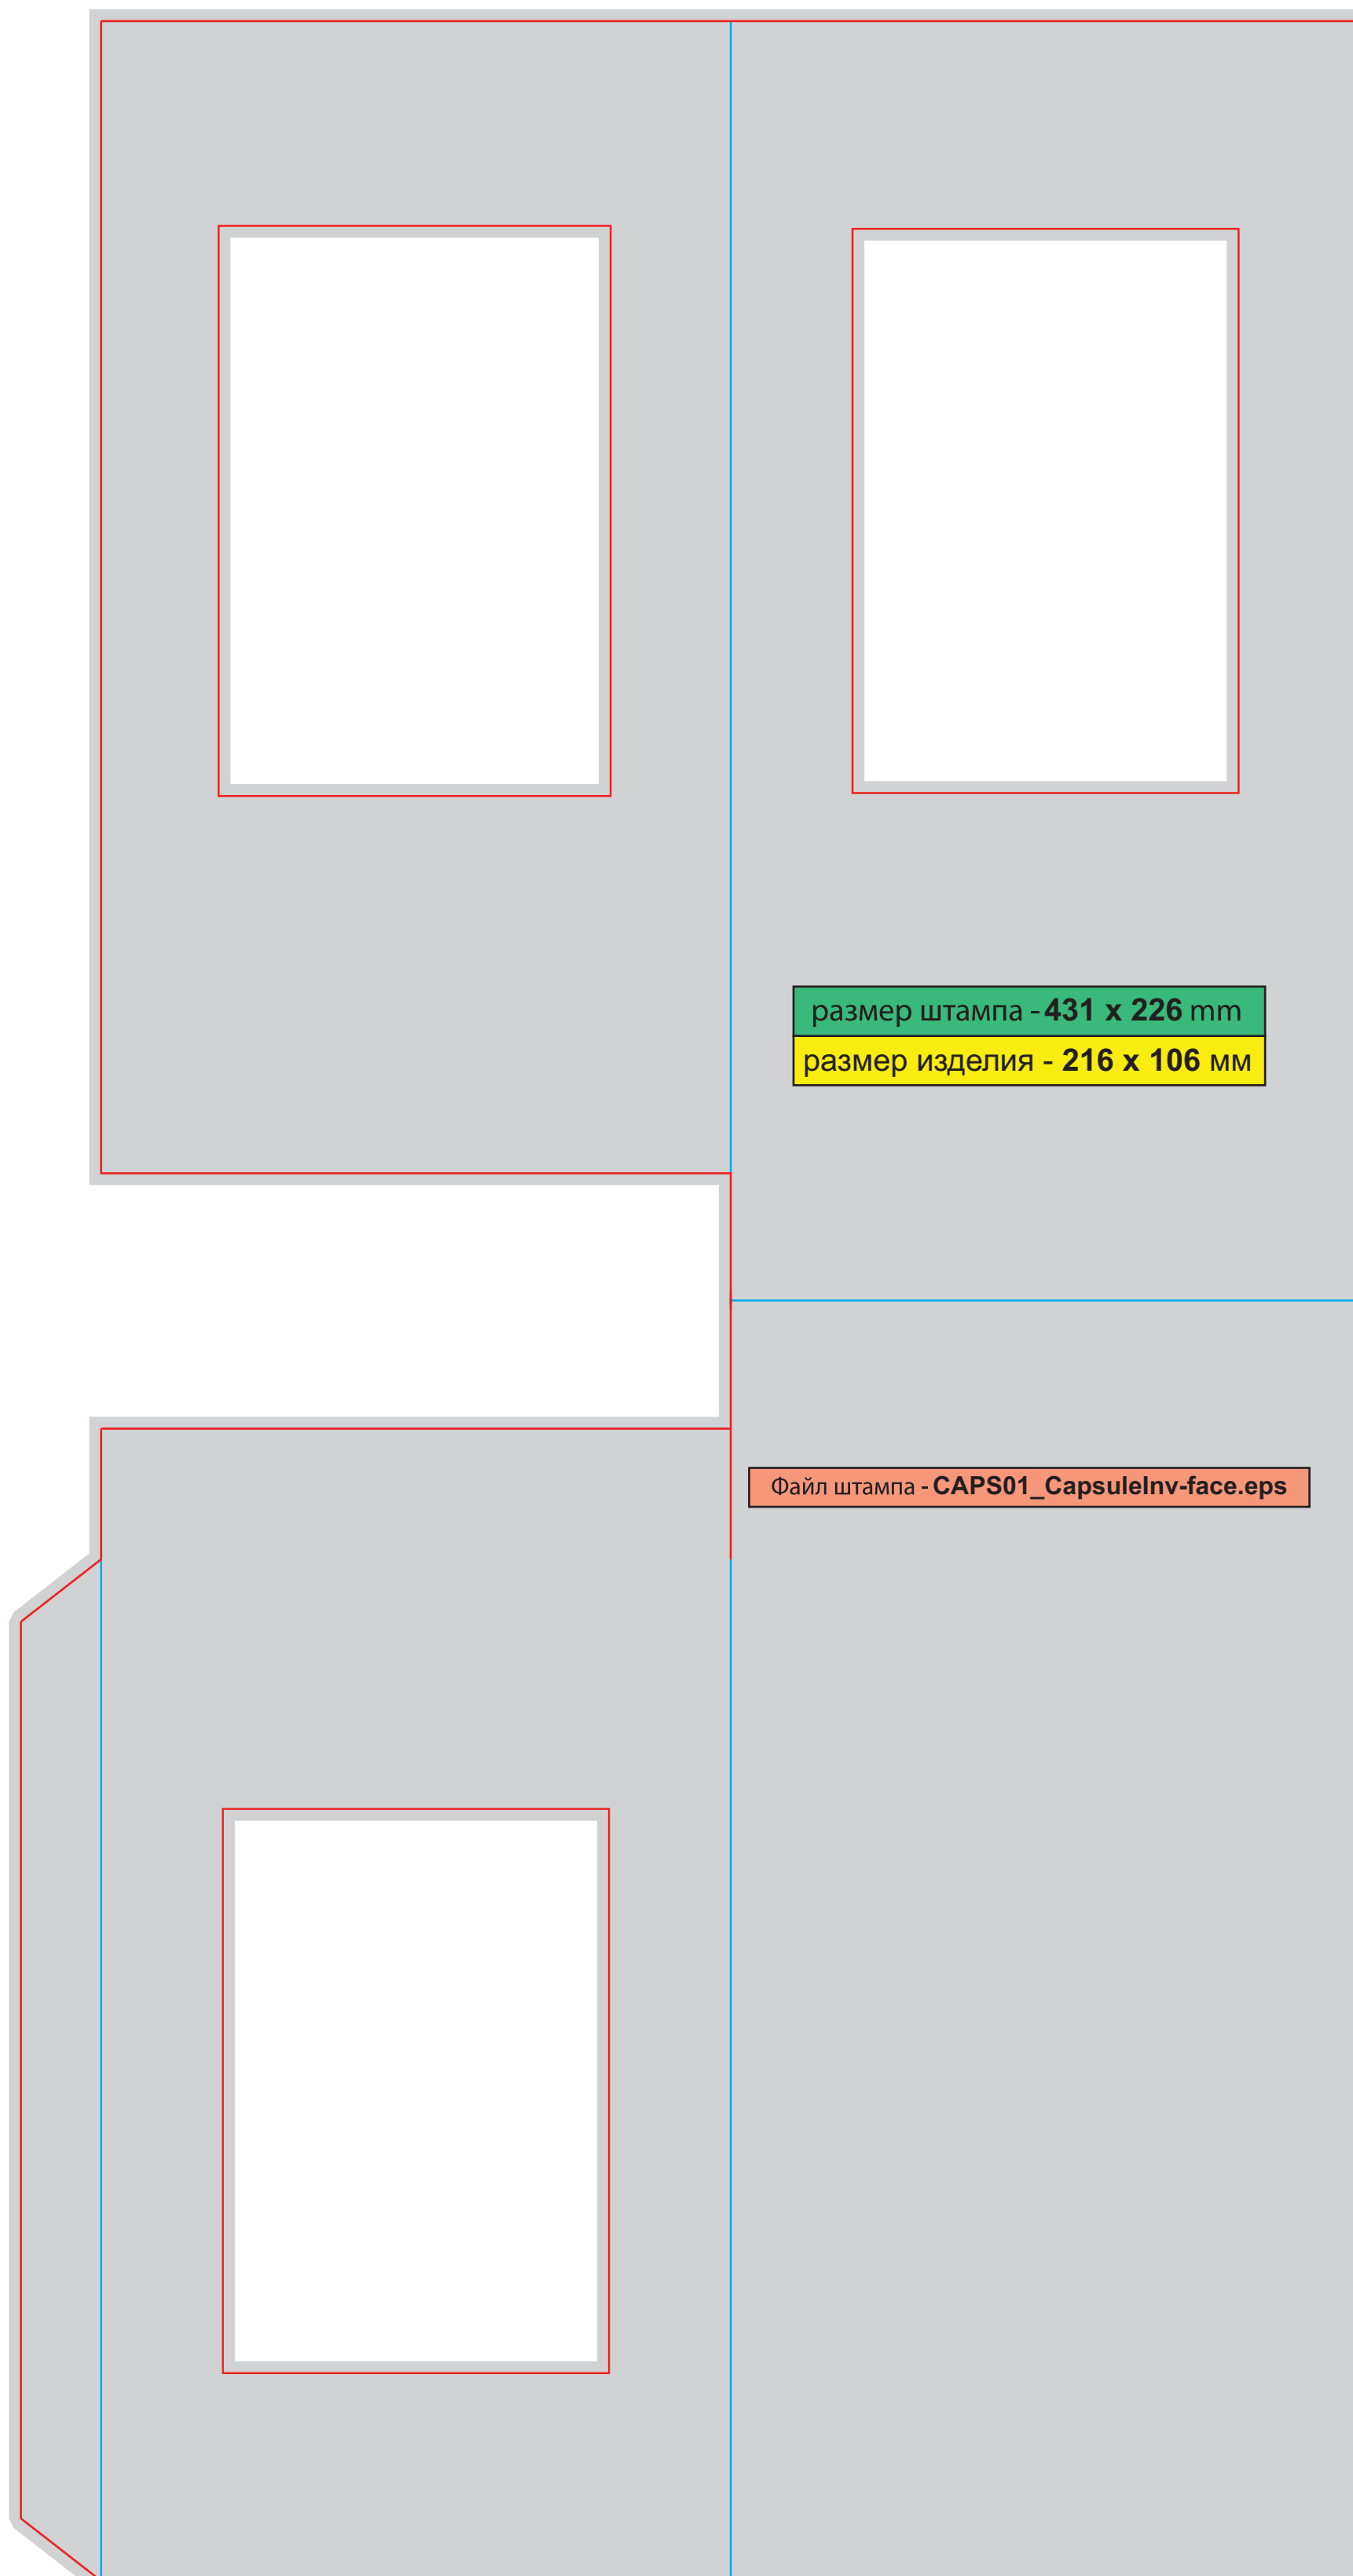 размер штампа - 431 x 226 mm
размер изделия - 216 x 106 мм
Файл штампа - CAPS01_CapsuleInv-face.eps